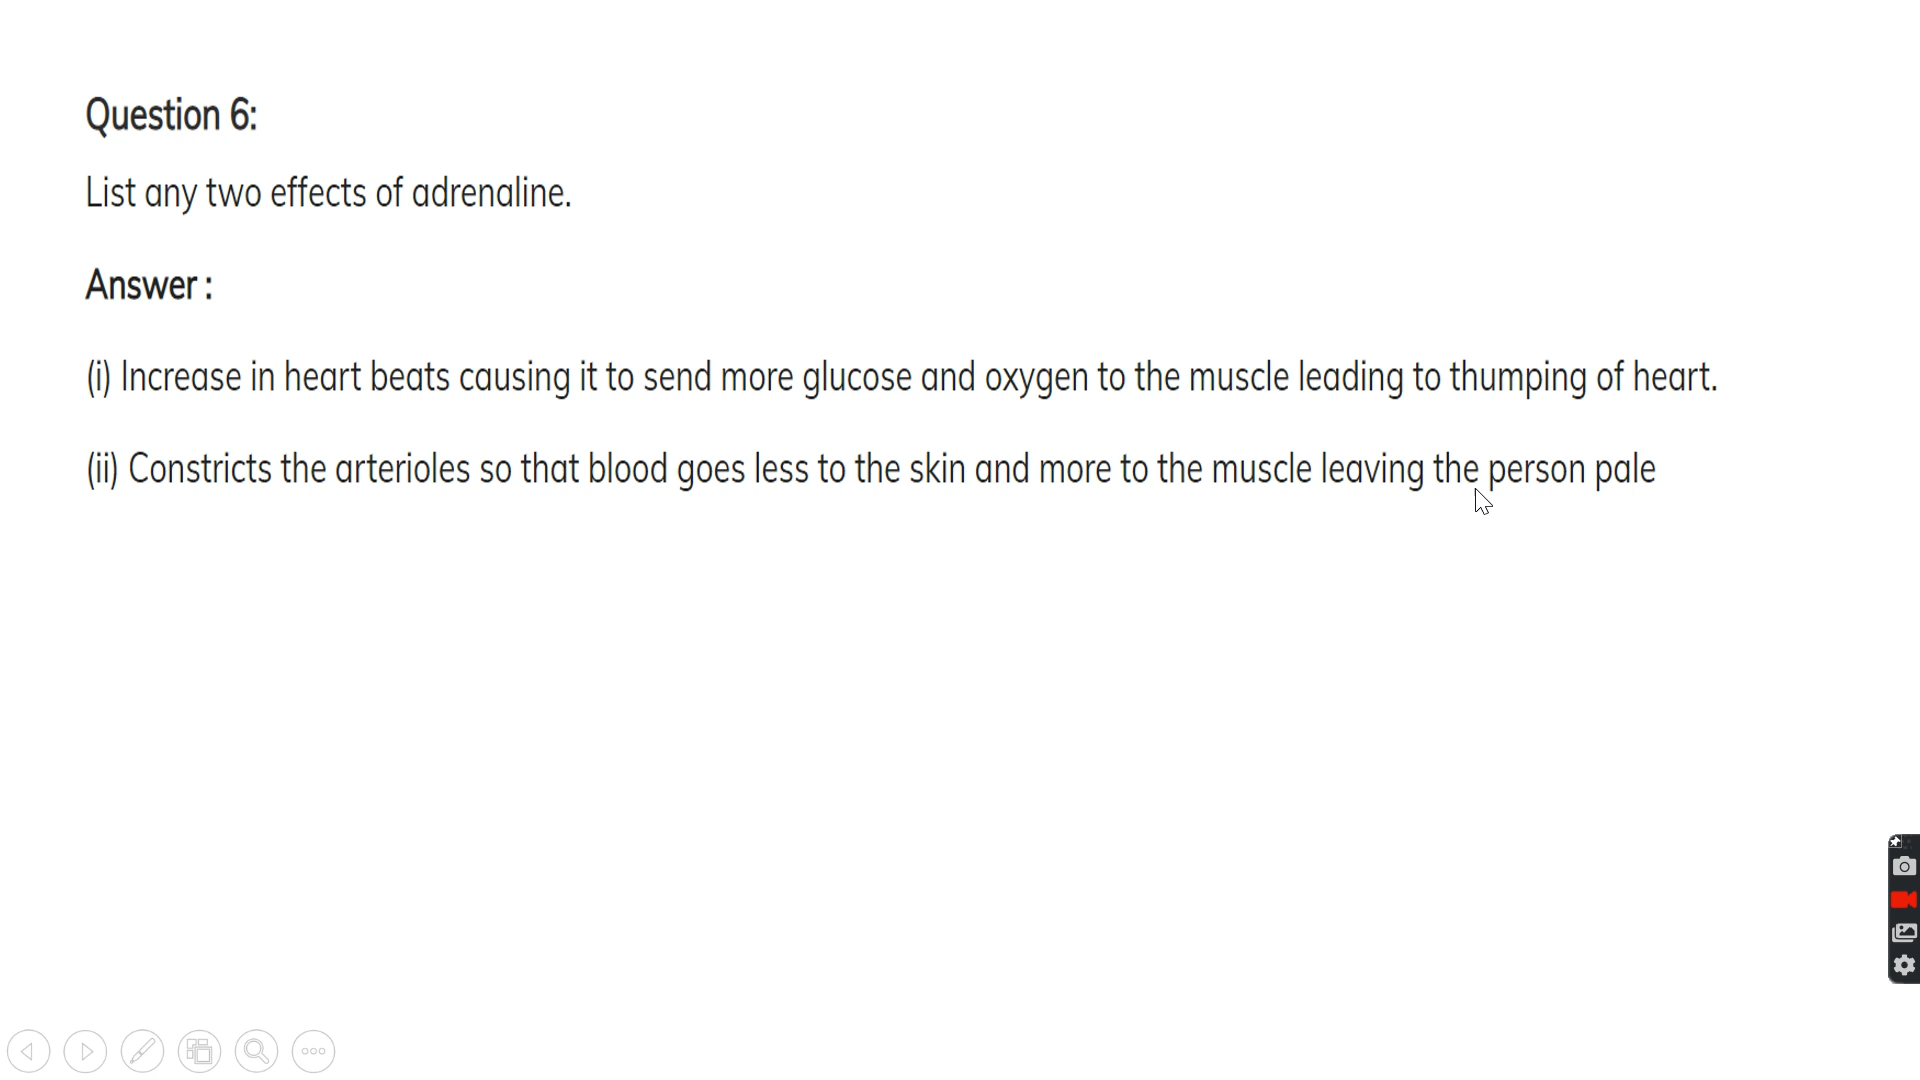 Question 6:
List any two effects of adrenaline.
Answer :
(i) Increase in heart beats causing it to send more glucose and oxygen to the muscle leading to thumping of heart.
(ii) Constricts the arterioles so that blood goes less to the skin and more to the muscle leaving the person pale